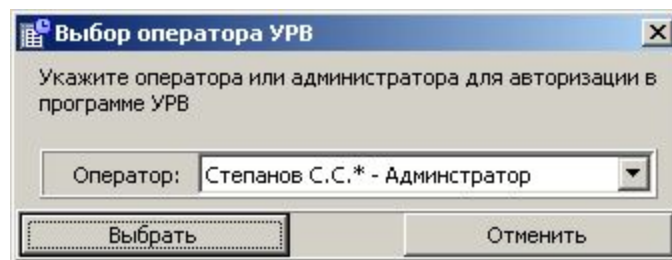 Выбор оператора УРВ
Укажите оператора или администратора для авторизации в
программе УРВ
Оператор: Степанов С.С.* - Админстратор
Выбрать Отменить